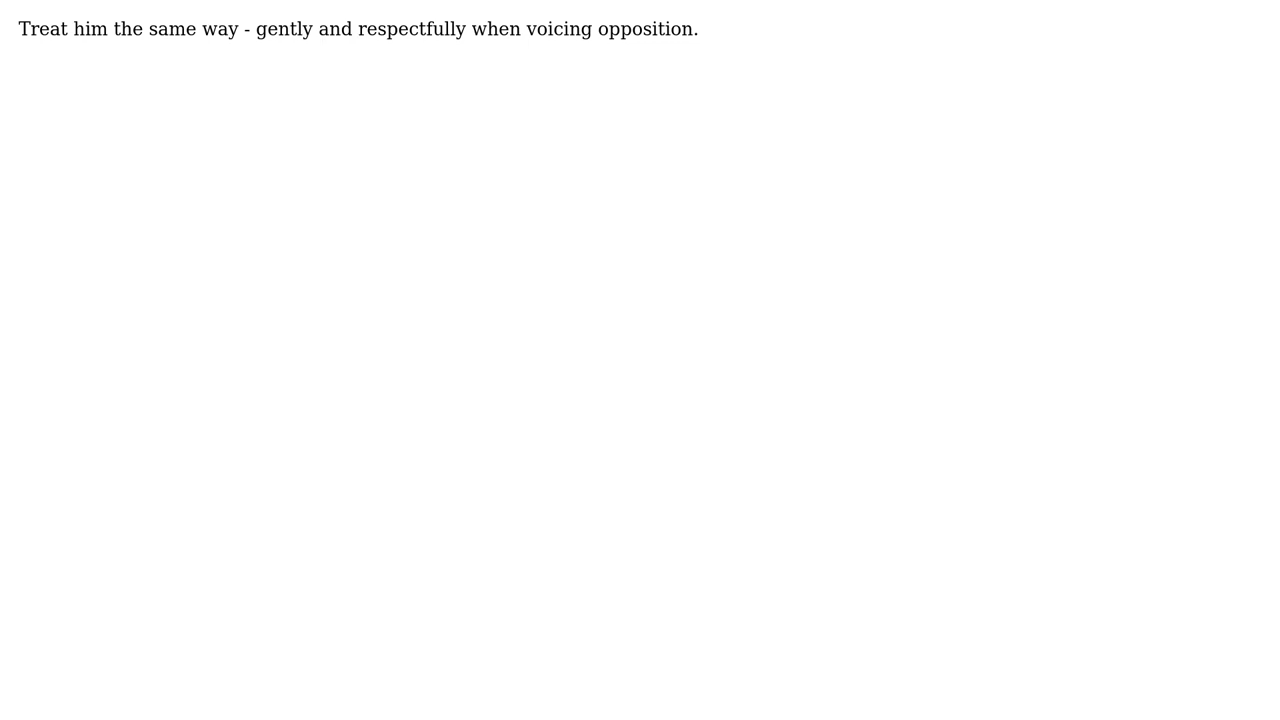 Treat him the same way - gently and respectfully when voicing opposition.